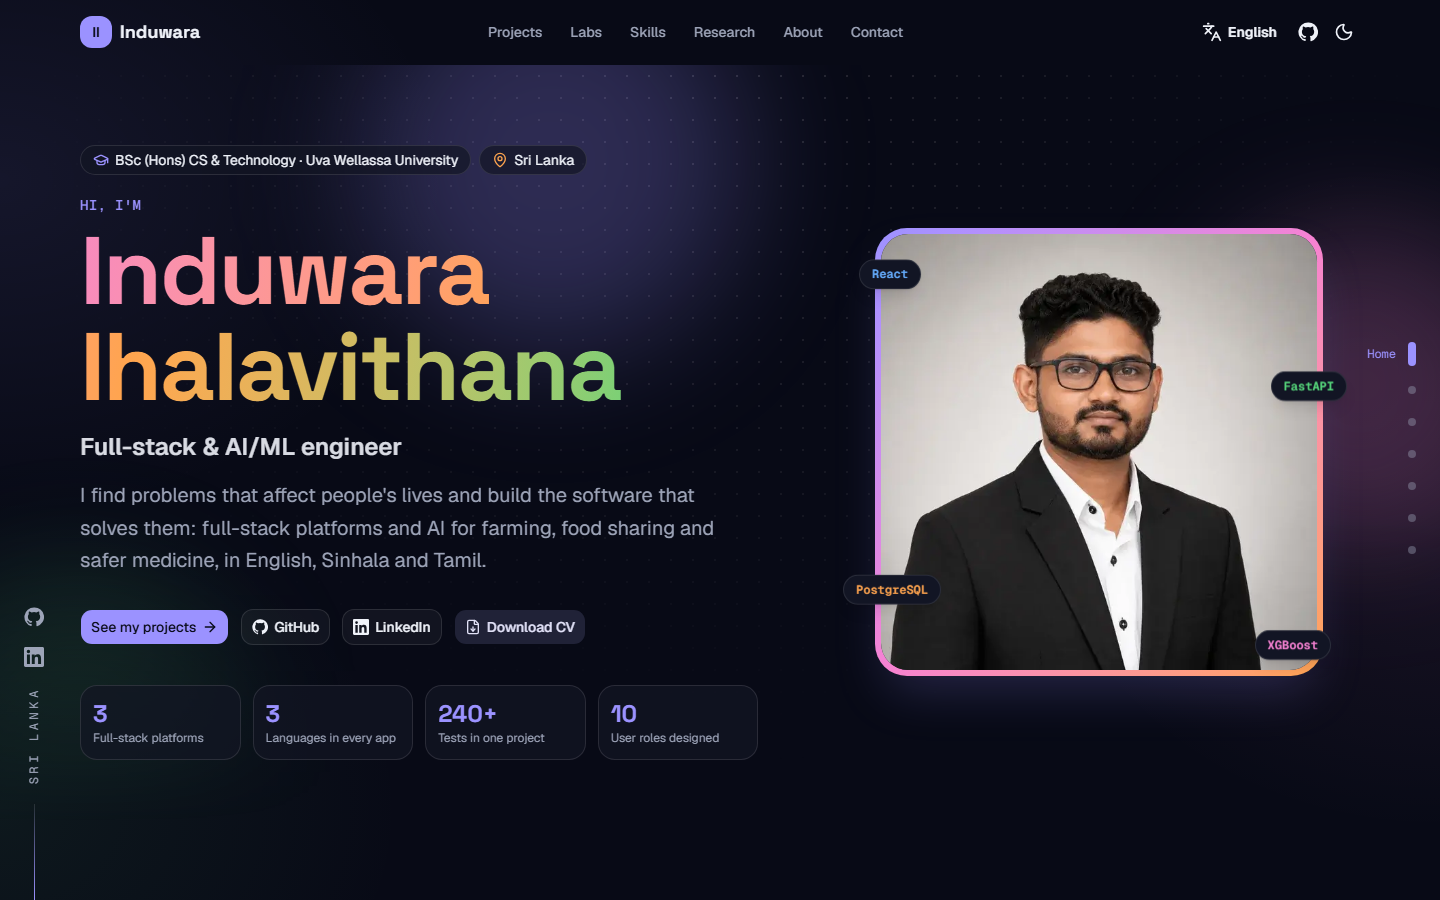 II Induwara
Projects Labs Skills Research About Contact
English
BSc (Hons) CS & Technology · Uva Wellassa University
Sri Lanka
HI, I'M
Induwara
Ihalavithana
Full-stack & AI/ML engineer
I find problems that affect people's lives and build the software that
solves them: full-stack platforms and AI for farming, food sharing and
safer medicine, in English, Sinhala and Tamil.
See my projects →
GitHub
LinkedIn
Download CV
3
Full-stack platforms
3
Languages in every app
240+
Tests in one project
10
User roles designed
React
FastAPI
PostgreSQL
XGBoost
Home
SRI LANKA